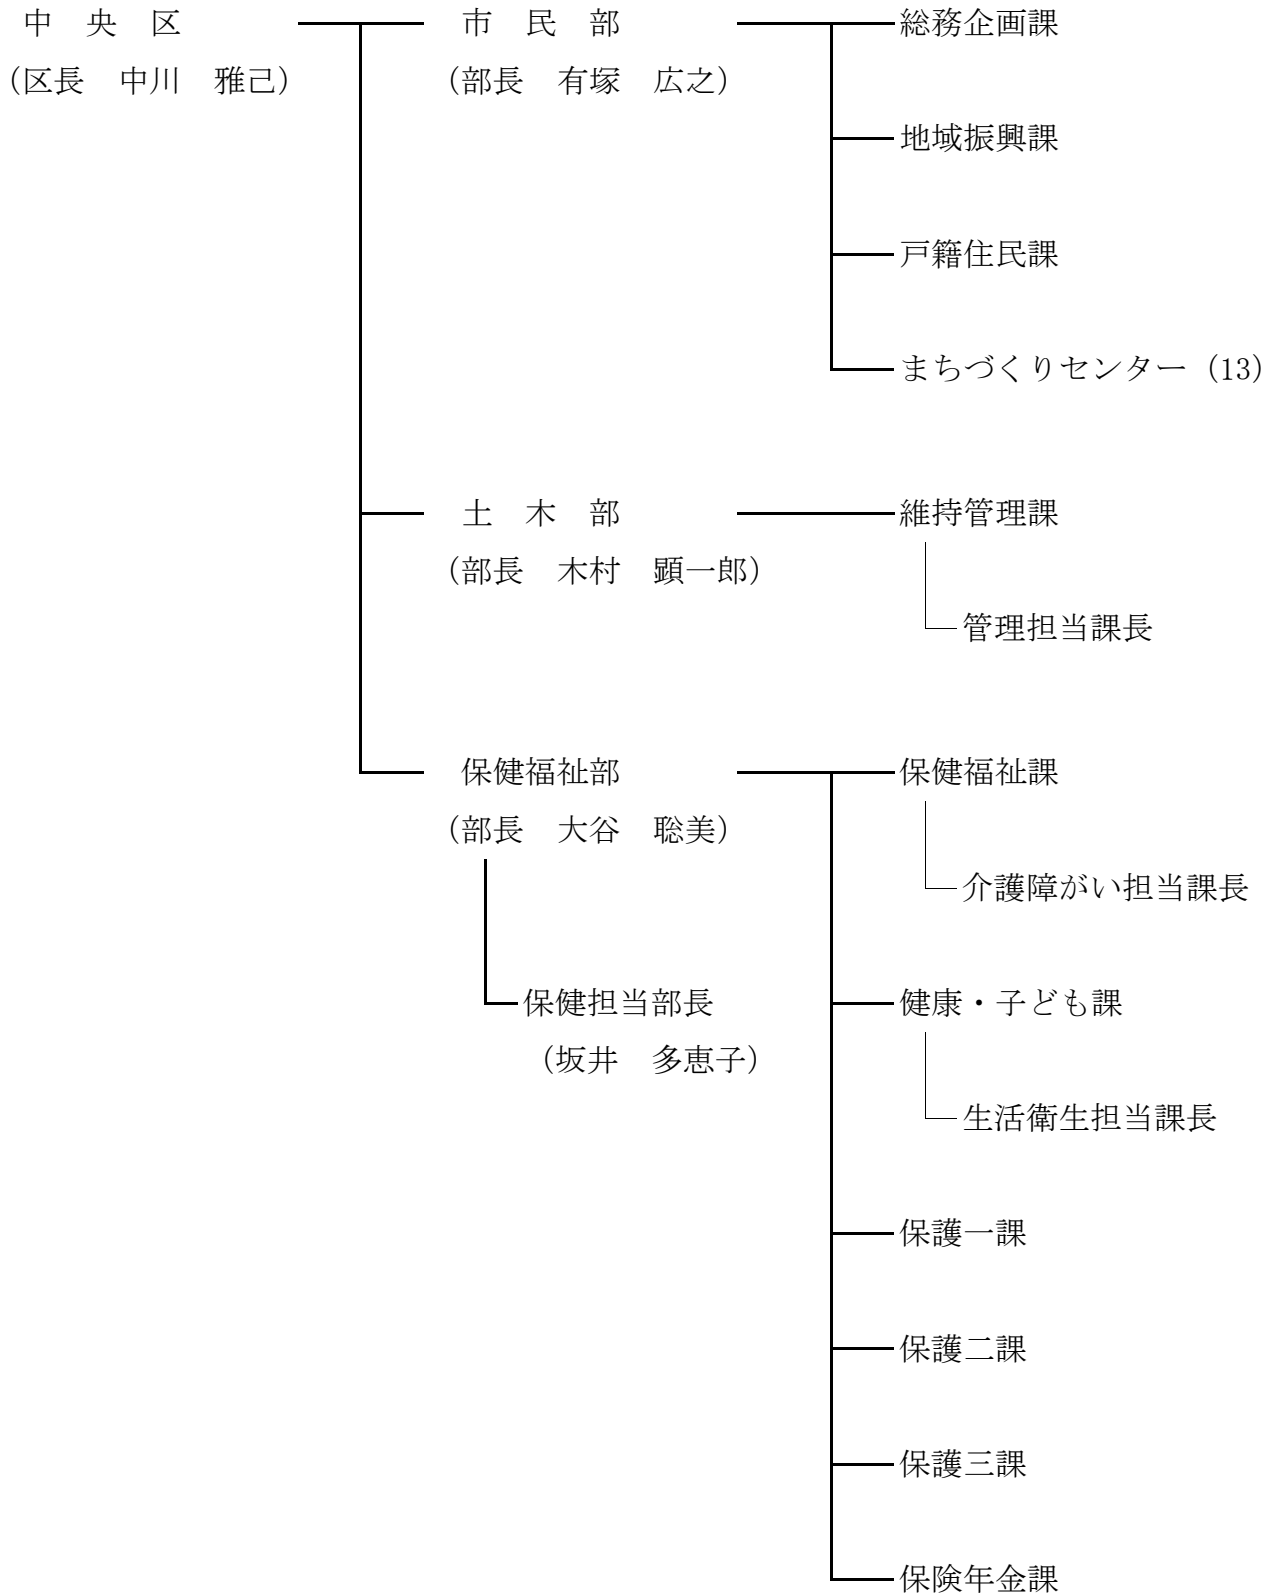 中　央　区
（区長　中川　雅己）
市　民　部
（部長　有塚　広之）
総務企画課
地域振興課
戸籍住民課
まちづくりセンター（13）
土　木　部
（部長　木村　顕一郎）
維持管理課
管理担当課長
保健福祉部
（部長　大谷　聡美）
保健担当部長
（坂井　多恵子）
保健福祉課
介護障がい担当課長
健康・子ども課
生活衛生担当課長
保護一課
保護二課
保護三課
保険年金課